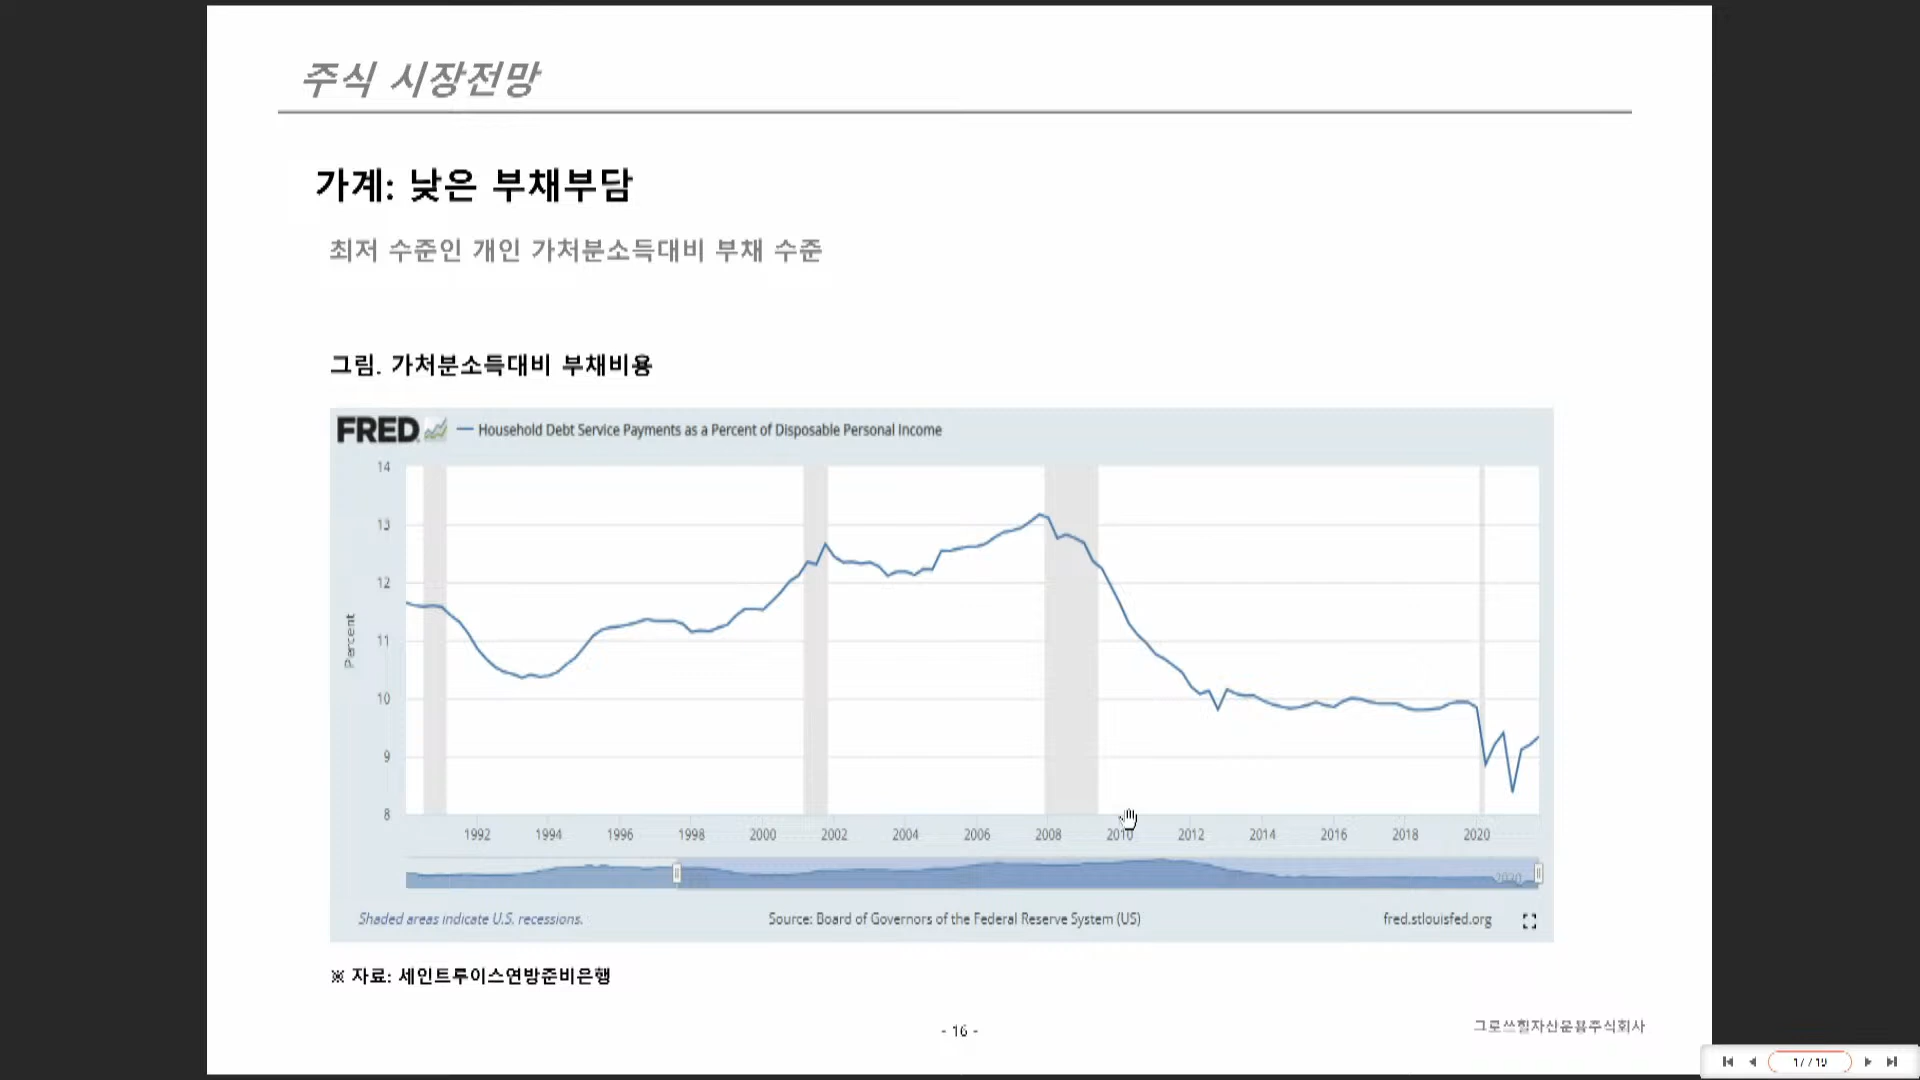 주식 시장전망
가계: 낮은 부채부담
최저 수준인 개인 가처분소득대비 부채 수준
그림. 가처분소득대비 부채비용
FRED — Household Debt Service Payments as a Percent of Disposable Personal Income
Percent
14
13
12
11
10
9
8
1992 1994 1996 1998 2000 2002 2004 2006 2008 2010 2012 2014 2016 2018 2020
2020
Shaded areas indicate U.S. recessions. Source: Board of Governors of the Federal Reserve System (US) fred.stlouisfed.org
※ 자료: 세인트루이스연방준비은행
- 16 -
그로쓰힐자산운용주식회사
17 / 19